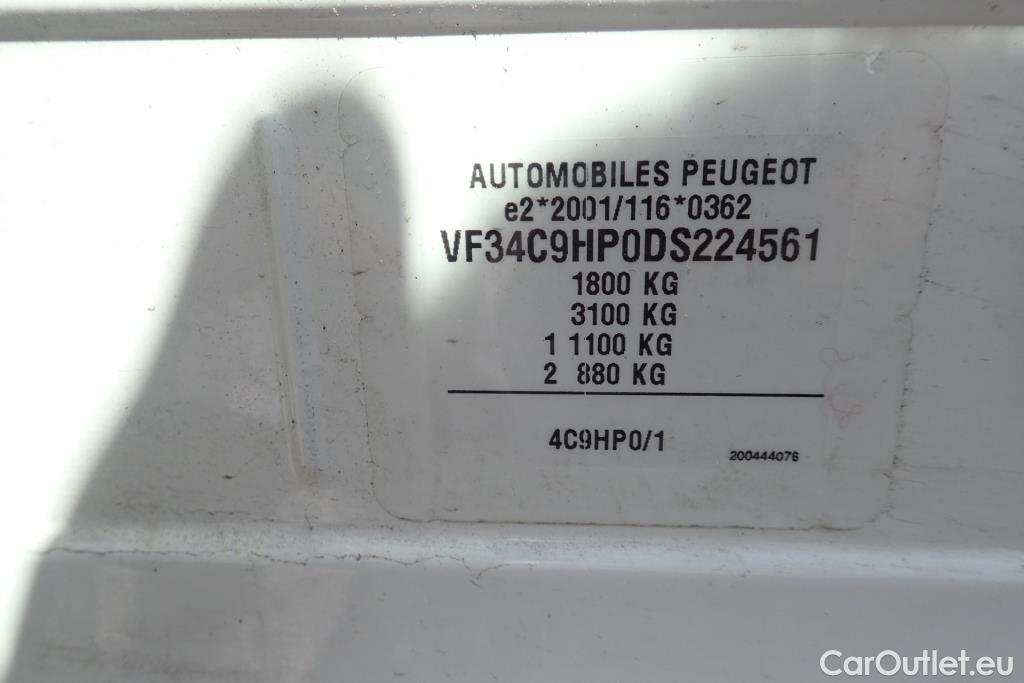 AUTOMOBILES PEUGEOT
e2*2001/116*0362
VF34C9HP0DS224561
1800 KG
3100 KG
1 1100 KG
2 880 KG
4C9HP0/1
200444076
CarOutlet.eu